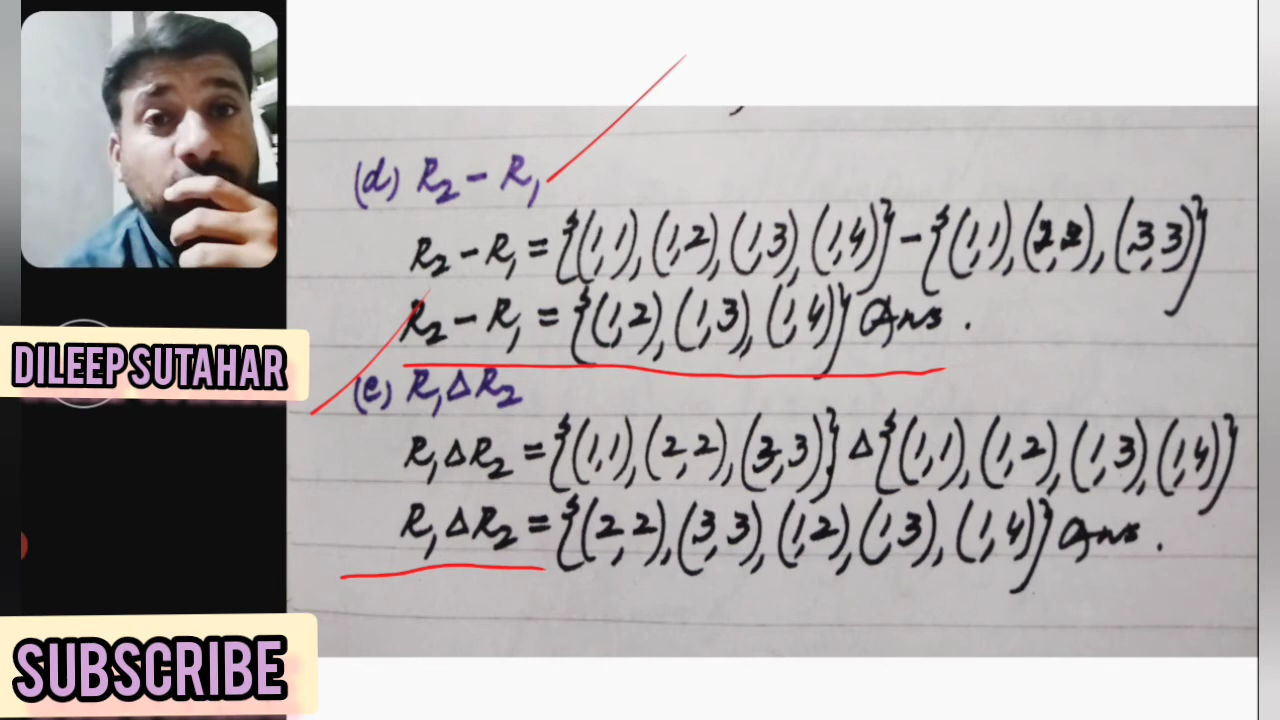 (d) R₂ - R₁
R₂ - R₁ = {(1,1), (1,2), (1,3), (1,4)} - {(1,1), (2,2), (3,3)}
R₂ - R₁ = {(1,2), (1,3), (1,4)} Ans.
(e) R₁ Δ R₂
R₁ Δ R₂ = {(1,1), (2,2), (3,3)} Δ {(1,1), (1,2), (1,3), (1,4)}
R₁ Δ R₂ = {(2,2), (3,3), (1,2), (1,3), (1,4)} Ans.
DILEEP SUTAHAR
SUBSCRIBE